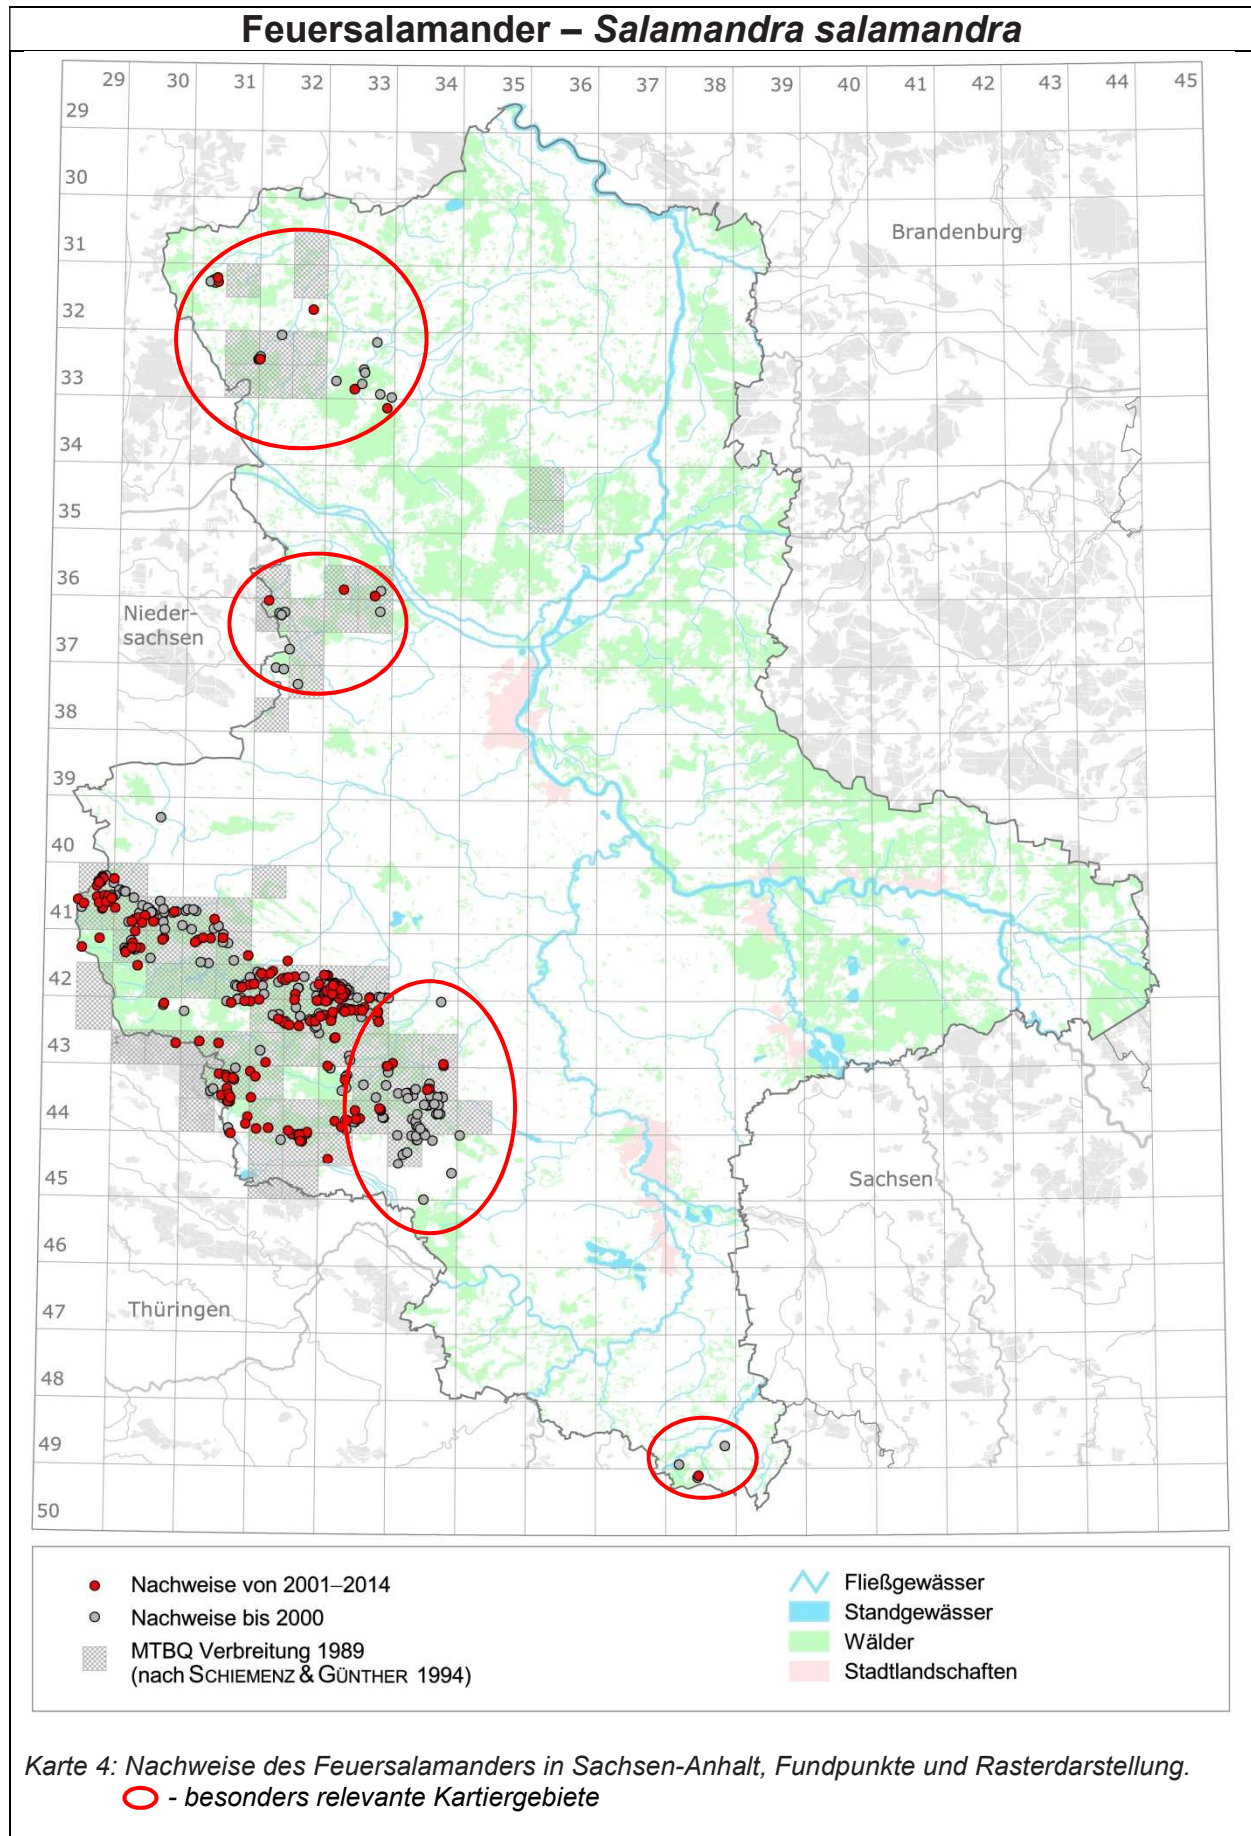 Feuersalamander – Salamandra salamandra
29 30 31 32 33 34 35 36 37 38 39 40 41 42 43 44 45
29
30
Brandenburg
31
32
33
34
35
36
Nieder-
sachsen
37
38
39
40
41
42
43
44
45
Sachsen
46
Thüringen
47
48
49
50
Nachweise von 2001–2014
Nachweise bis 2000
MTBQ Verbreitung 1989
(nach SCHIEMENZ & GÜNTHER 1994)
Fließgewässer
Standgewässer
Wälder
Stadtlandschaften
Karte 4: Nachweise des Feuersalamanders in Sachsen-Anhalt, Fundpunkte und Rasterdarstellung.
- besonders relevante Kartiergebiete